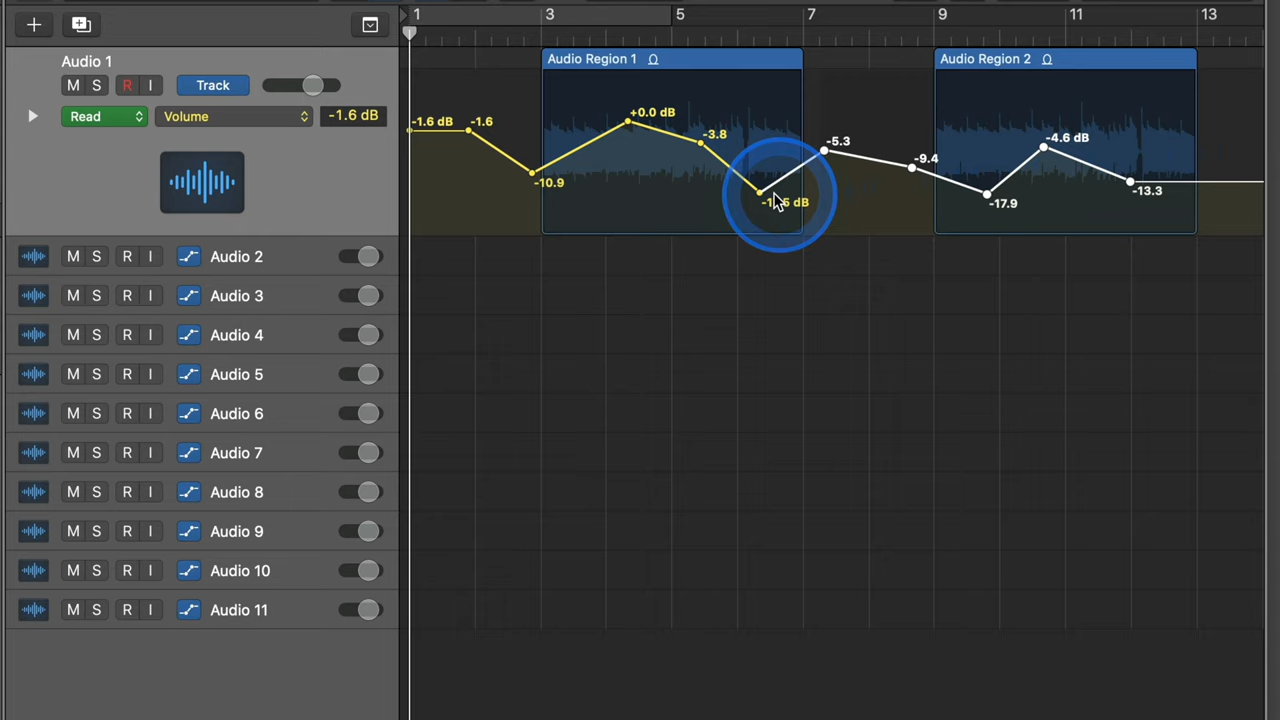 1 3 5 7 9 11 13
Audio 1
Audio Region 1
Audio Region 2
M S R I Track
Read Volume -1.6 dB
-1.6 dB -1.6 -10.9 +0.0 dB -3.8 -5.3 -9.4 -17.9 -4.6 dB -13.3
M S R I Audio 2
M S R I Audio 3
M S R I Audio 4
M S R I Audio 5
M S R I Audio 6
M S R I Audio 7
M S R I Audio 8
M S R I Audio 9
M S R I Audio 10
M S R I Audio 11